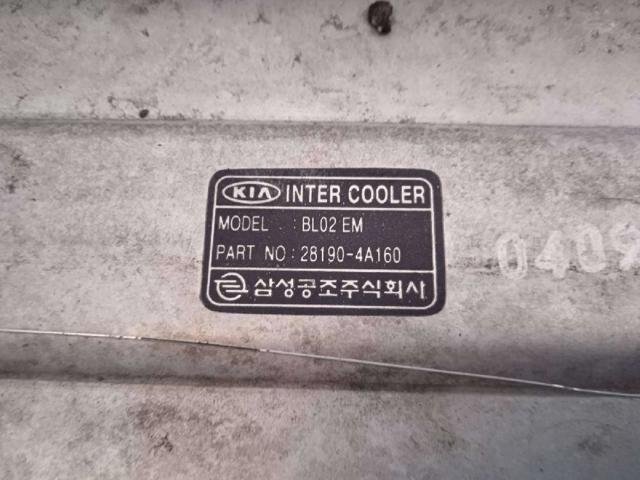 KIA INTER COOLER
MODEL : BL02 EM
PART NO : 28190-4A160
삼성공조주식회사
0409